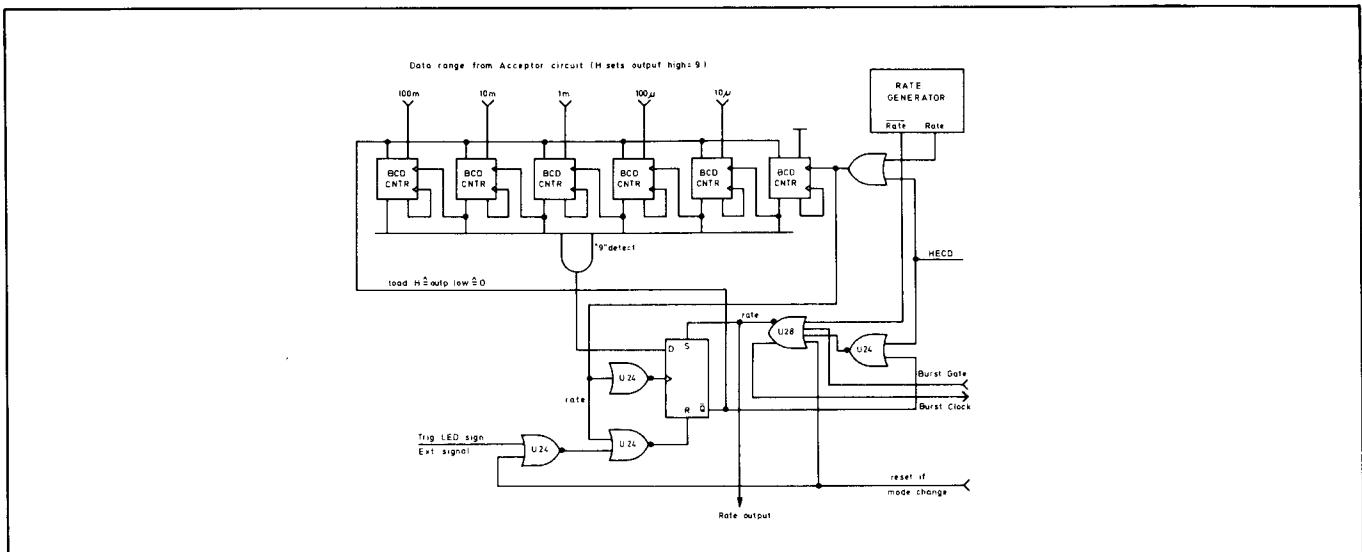 Data range from Acceptor circuit (H sets output high=9)
100m
10m
1m
100µ
10µ
RATE
GENERATOR
Rate
Rate
BCD
CNTR
BCD
CNTR
BCD
CNTR
BCD
CNTR
BCD
CNTR
BCD
CNTR
"9" detect
HECD
load H≙outp low≙0
rate
U28
U24
D
S
R
Q̅
U24
rate
U24
Burst Gate
Burst Clock
Trig LED sign
Ext signal
U24
reset if
mode change
Rate output